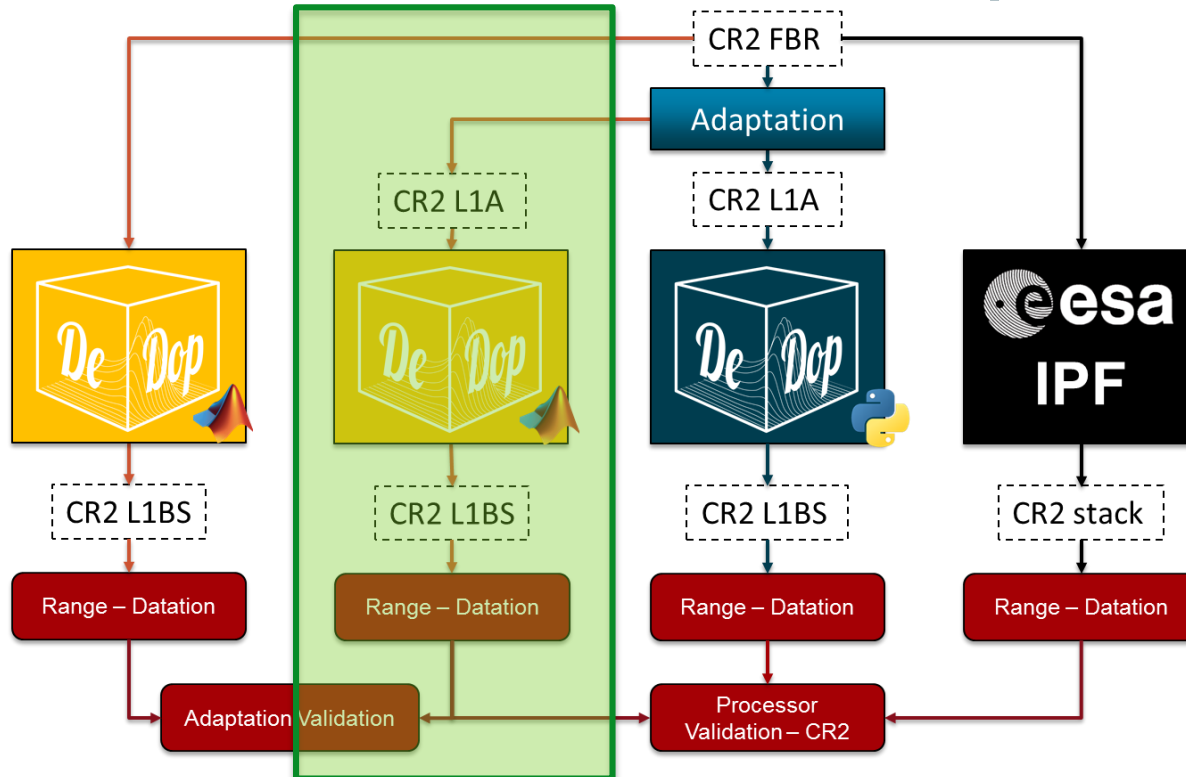 CR2 FBR
Adaptation
CR2 L1A
CR2 L1A
De Dop
De Dop
De Dop
esa
IPF
CR2 L1BS
CR2 L1BS
CR2 L1BS
CR2 stack
Range – Datation
Range – Datation
Range – Datation
Range – Datation
Adaptation Validation
Processor
Validation – CR2